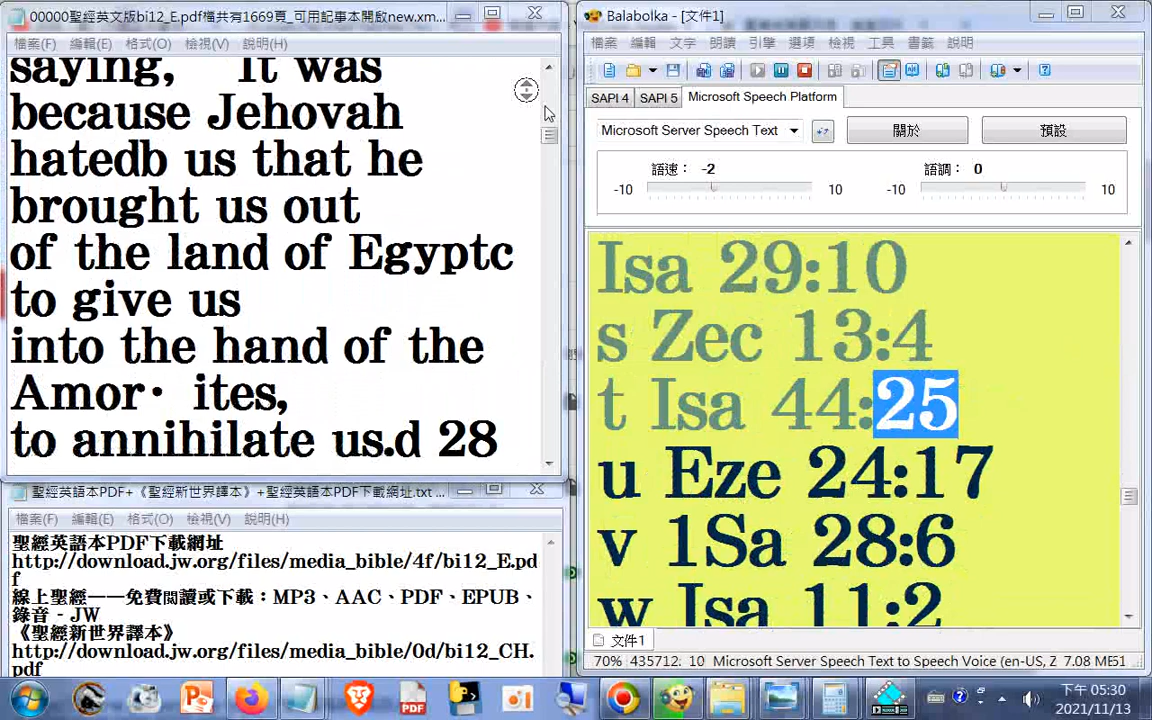 00000聖經英文版bi12_E.pdf檔共有1669頁_可用記事本開啟new.xm...
檔案(F) 編輯(E) 格式(O) 檢視(V) 說明(H)
saying, It was
because Jehovah
hatedb us that he
brought us out
of the land of Egyptc
to give us
into the hand of the
Amor· ites,
to annihilate us.d 28
聖經英語本PDF+《聖經新世界譯本》+聖經英語本PDF下載網址.txt ...
檔案(F) 編輯(E) 格式(O) 檢視(V) 說明(H)
聖經英語本PDF下載網址
http://download.jw.org/files/media_bible/4f/bi12_E.pd
f
線上聖經——免費閱讀或下載：MP3、AAC、PDF、EPUB、
錄音 - JW
《聖經新世界譯本》
http://download.jw.org/files/media_bible/0d/bi12_CH.
pdf
Balabolka - [文件1]
檔案 編輯 文字 朗讀 引擎 選項 檢視 工具 書籤 說明
SAPI 4 SAPI 5 Microsoft Speech Platform
Microsoft Server Speech Text 關於 預設
語速： -2 語調： 0
-10 10 -10 10
Isa 29:10
s Zec 13:4
t Isa 44:25
u Eze 24:17
v 1Sa 28:6
w Isa 11:2
文件1
70% 435712: 10 Microsoft Server Speech Text to Speech Voice (en-US, Z 7.08 ME51
PDF
下午 05:30
2021/11/13